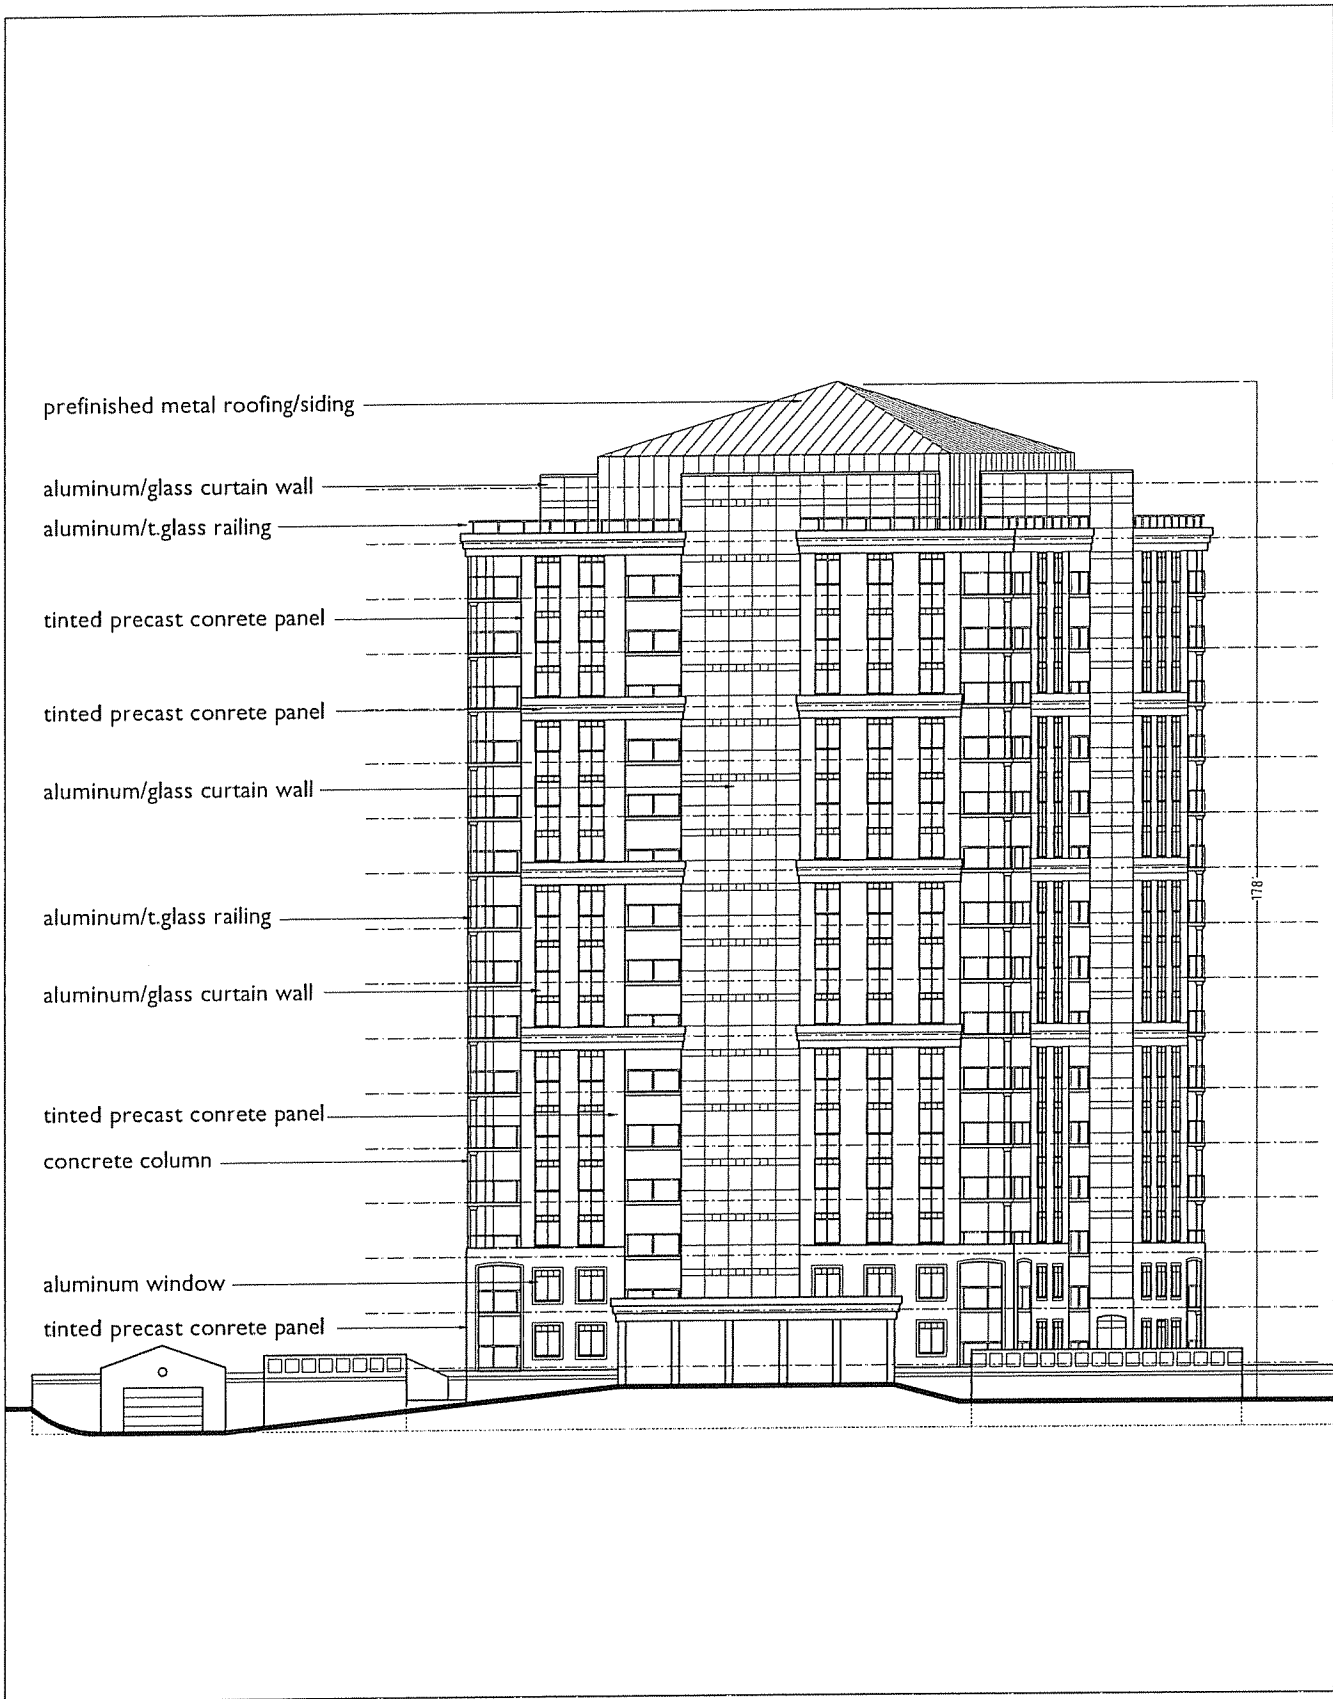 prefinished metal roofing/siding
aluminum/glass curtain wall
aluminum/t.glass railing
tinted precast conrete panel
tinted precast conrete panel
aluminum/glass curtain wall
178'
aluminum/t.glass railing
aluminum/glass curtain wall
tinted precast conrete panel
concrete column
aluminum window
tinted precast conrete panel